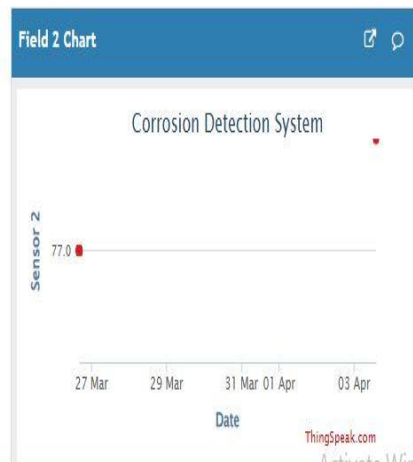 Field 2 Chart
Corrosion Detection System
Sensor 2
77.0
27 Mar 29 Mar 31 Mar 01 Apr 03 Apr
Date
ThingSpeak.com
Activate